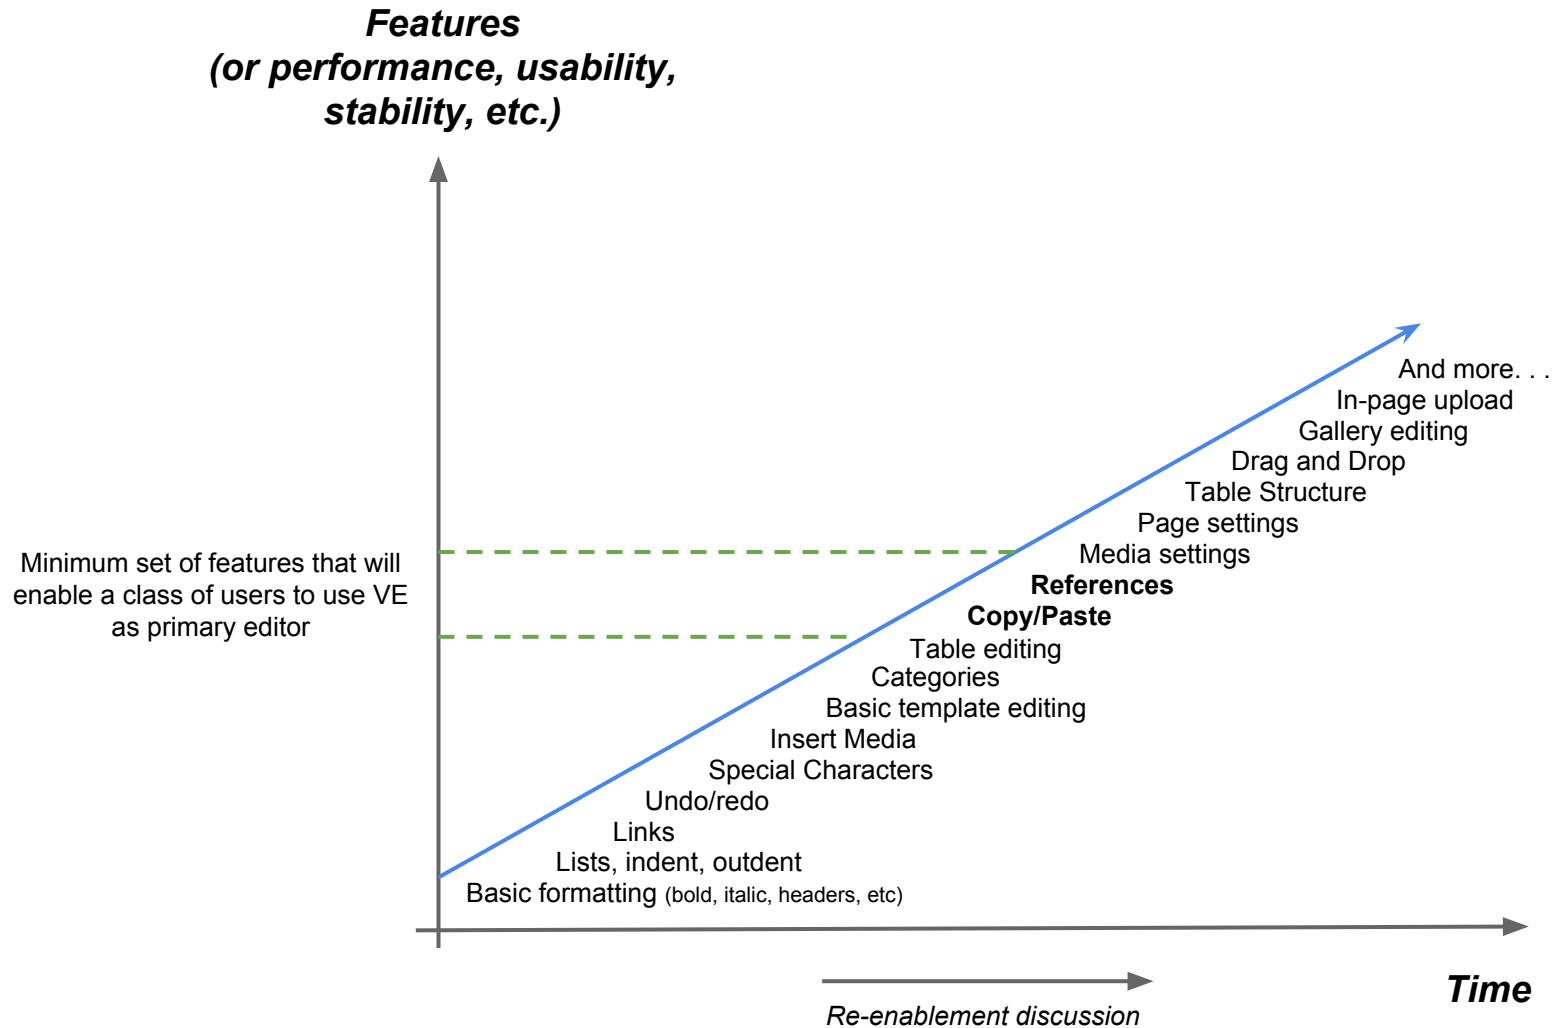 Features
(or performance, usability,
stability, etc.)
And more. . .
In-page upload
Gallery editing
Drag and Drop
Table Structure
Page settings
Media settings
References
Copy/Paste
Table editing
Categories
Basic template editing
Insert Media
Special Characters
Undo/redo
Links
Lists, indent, outdent
Basic formatting (bold, italic, headers, etc)
Minimum set of features that will
enable a class of users to use VE
as primary editor
Time
Re-enablement discussion